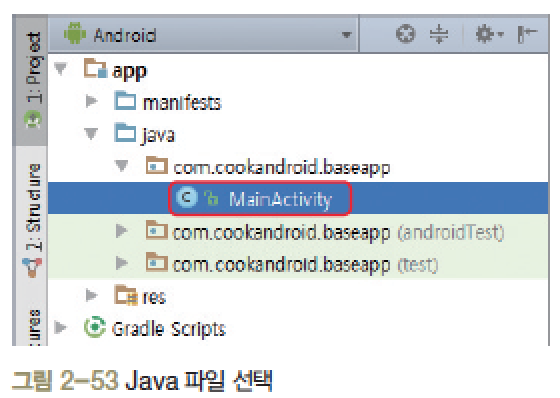 Android
1: Project
app
manifests
java
com.cookandroid.baseapp
MainActivity
com.cookandroid.baseapp (androidTest)
com.cookandroid.baseapp (test)
res
Gradle Scripts
2: Structure
그림 2-53 Java 파일 선택